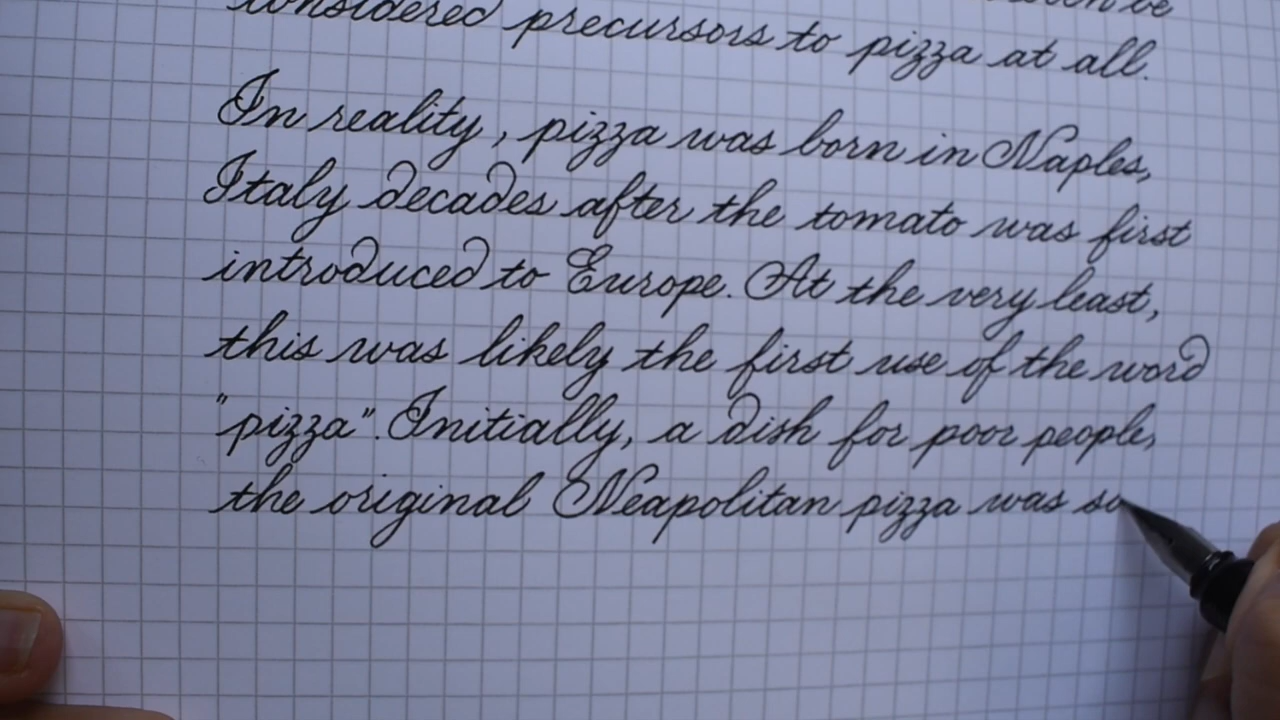 considered precursors to pizza at all.
In reality, pizza was born in Naples,
Italy decades after the tomato was first
introduced to Europe. At the very least,
this was likely the first use of the word
"pizza". Initially, a dish for poor people,
the original Neapolitan pizza was so